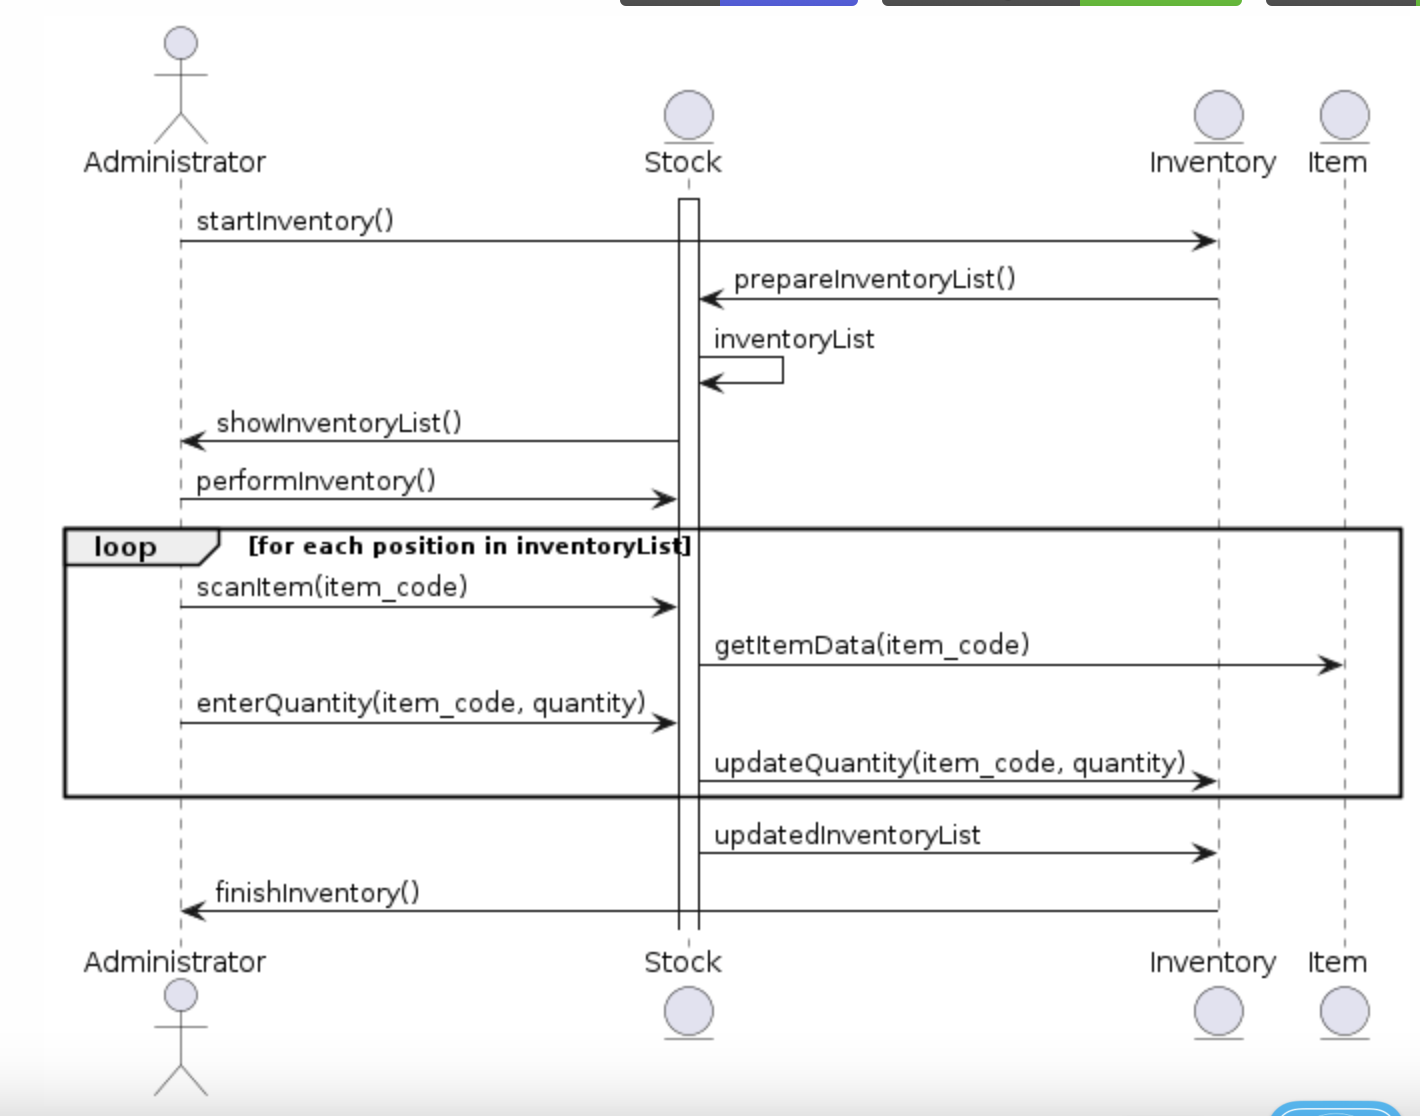 Administrator
Stock
Inventory
Item
startInventory()
prepareInventoryList()
inventoryList
showInventoryList()
performInventory()
loop
[for each position in inventoryList]
scanItem(item_code)
getItemData(item_code)
enterQuantity(item_code, quantity)
updateQuantity(item_code, quantity)
updatedInventoryList
finishInventory()
Administrator
Stock
Inventory
Item